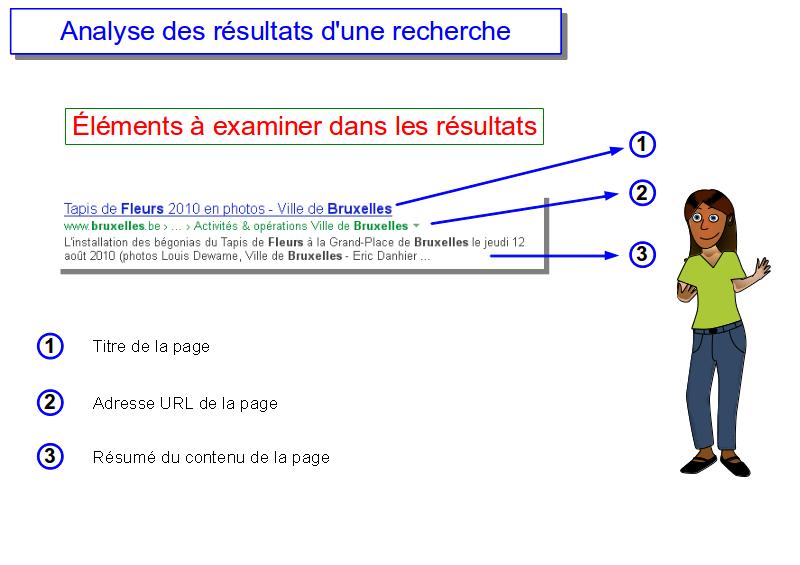 Analyse des résultats d'une recherche
Éléments à examiner dans les résultats
1
Tapis de Fleurs 2010 en photos - Ville de Bruxelles
2
www.bruxelles.be › ... › Activités & opérations Ville de Bruxelles
L'installation des bégonias du Tapis de Fleurs à la Grand-Place de Bruxelles le jeudi 12
août 2010 (photos Louis Dewame, Ville de Bruxelles - Eric Danhier ...
3
1 Titre de la page
2 Adresse URL de la page
3 Résumé du contenu de la page